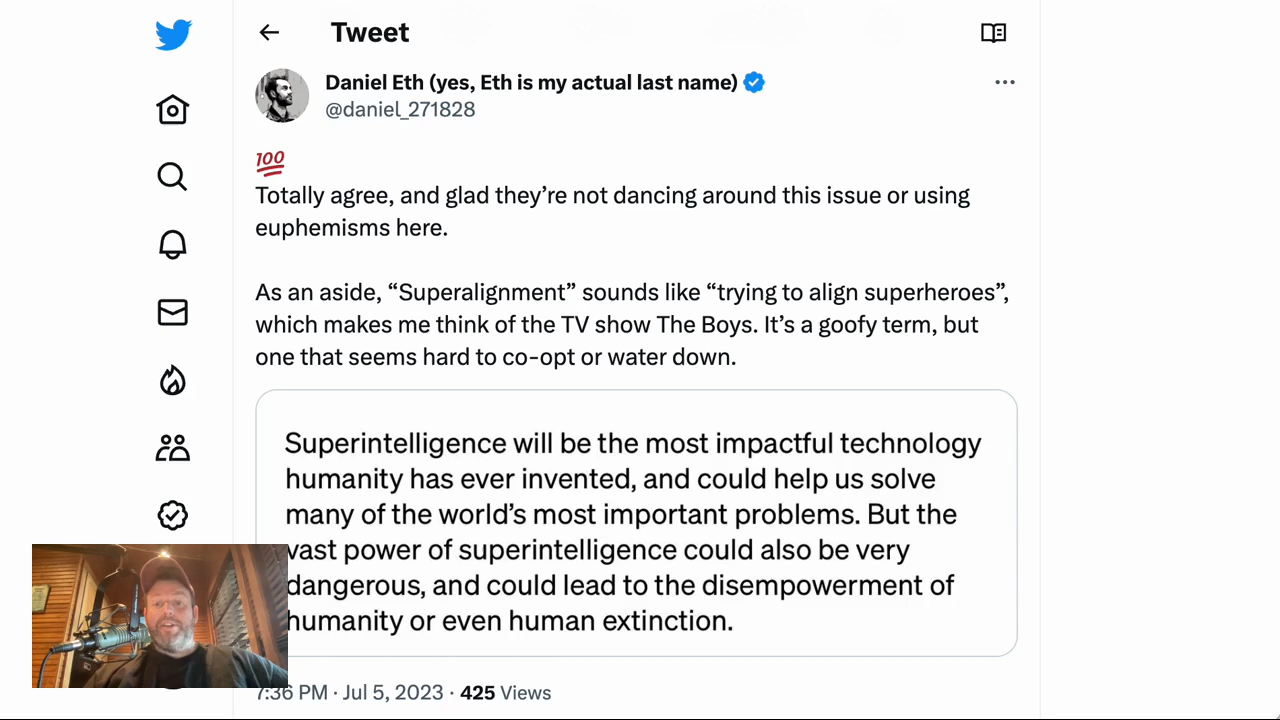 Tweet
Daniel Eth (yes, Eth is my actual last name)
@daniel_271828
💯
Totally agree, and glad they’re not dancing around this issue or using
euphemisms here.
As an aside, “Superalignment” sounds like “trying to align superheroes”,
which makes me think of the TV show The Boys. It’s a goofy term, but
one that seems hard to co-opt or water down.
Superintelligence will be the most impactful technology
humanity has ever invented, and could help us solve
many of the world’s most important problems. But the
vast power of superintelligence could also be very
dangerous, and could lead to the disempowerment of
humanity or even human extinction.
7:36 PM · Jul 5, 2023 · 425 Views